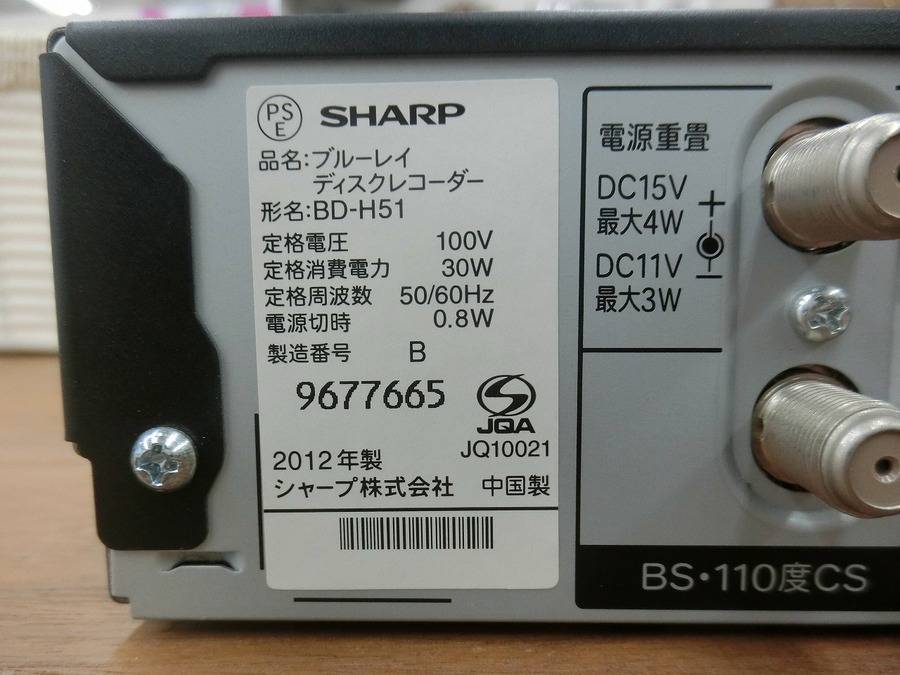 PS
E
SHARP
品名:ブルーレイ
ディスクレコーダー
形名:BD-H51
定格電圧 100V
定格消費電力 30W
定格周波数 50/60Hz
電源切時 0.8W
製造番号 B
9677665
JQA
JQ10021
2012年製
シャープ株式会社 中国製
電源重畳
DC15V
最大4W
+
DC11V
最大3W
−
BS・110度CS